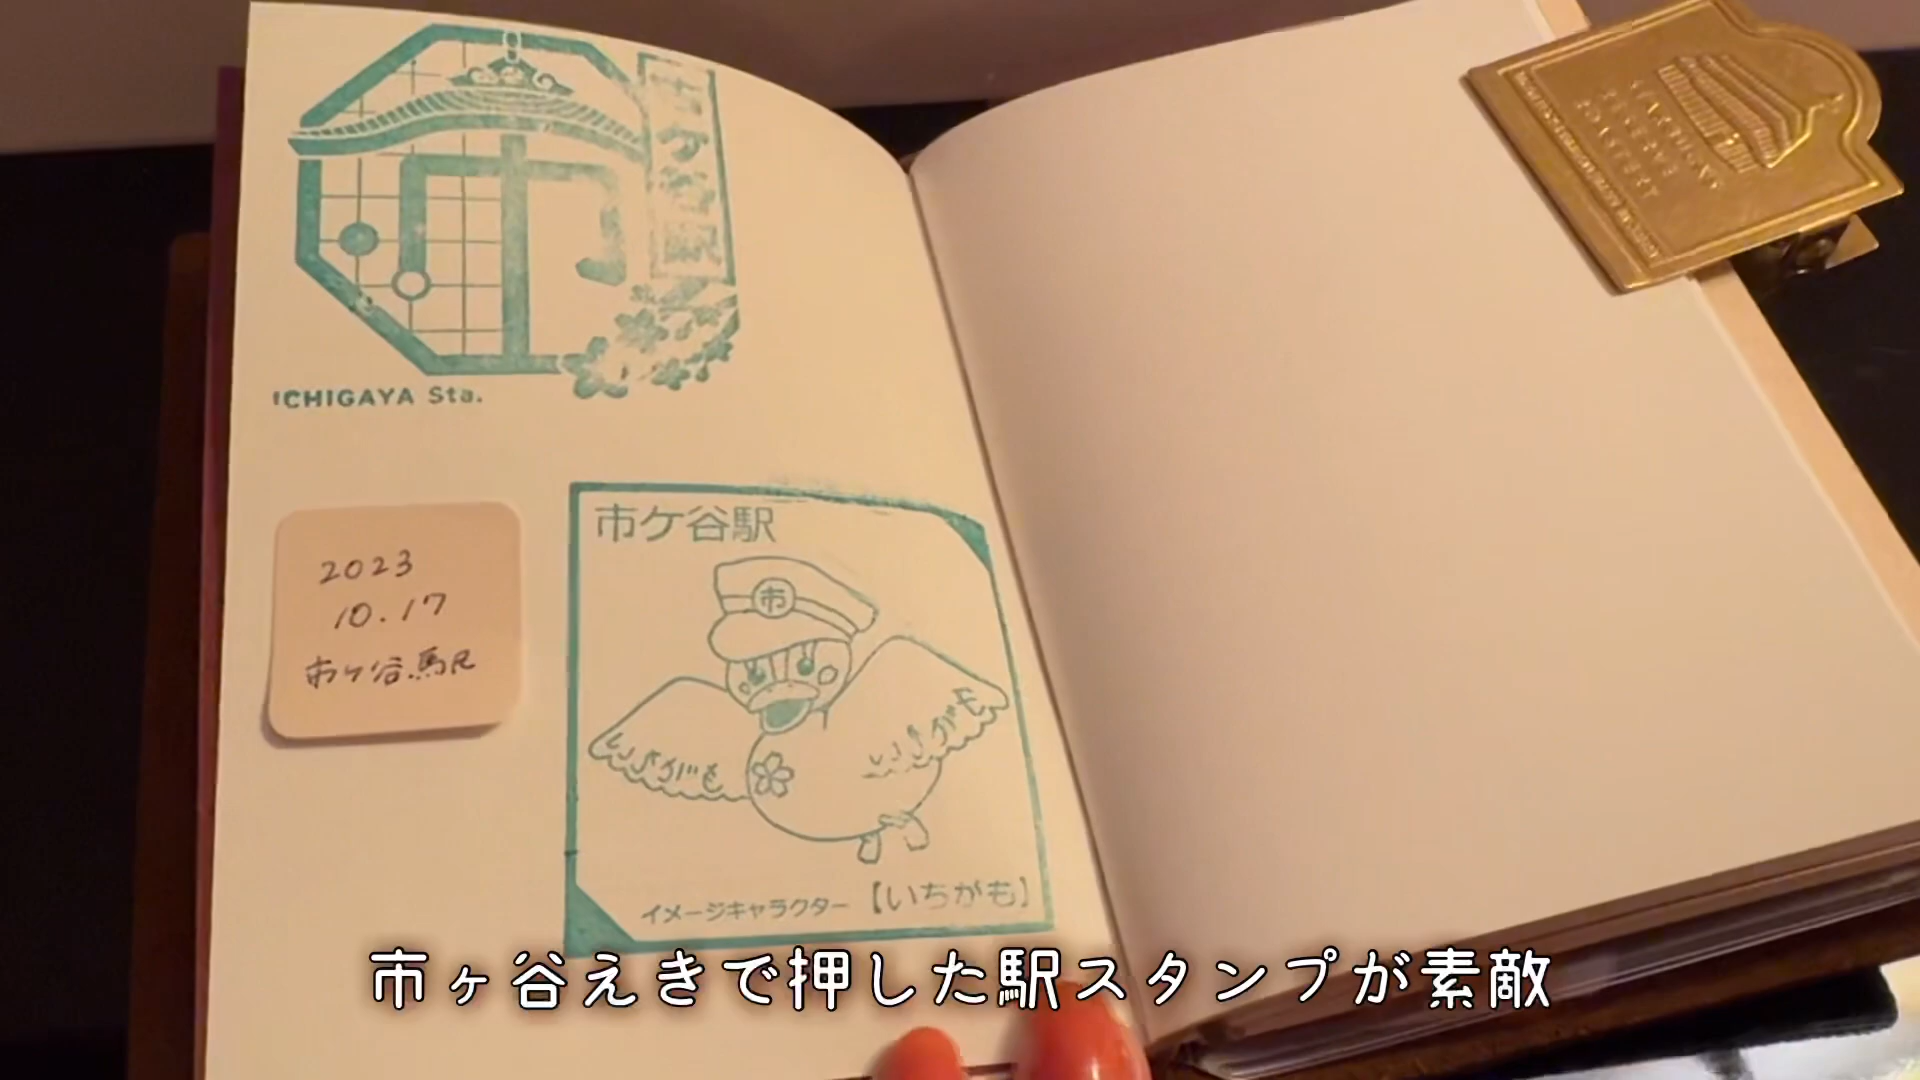 市ケ谷駅
ICHIGAYA Sta.
2023
10.17
市ケ谷駅
市ケ谷駅
市
いちがも
いちがも
イメージキャラクター【いちがも】
市ヶ谷えきで押した駅スタンプが素敵